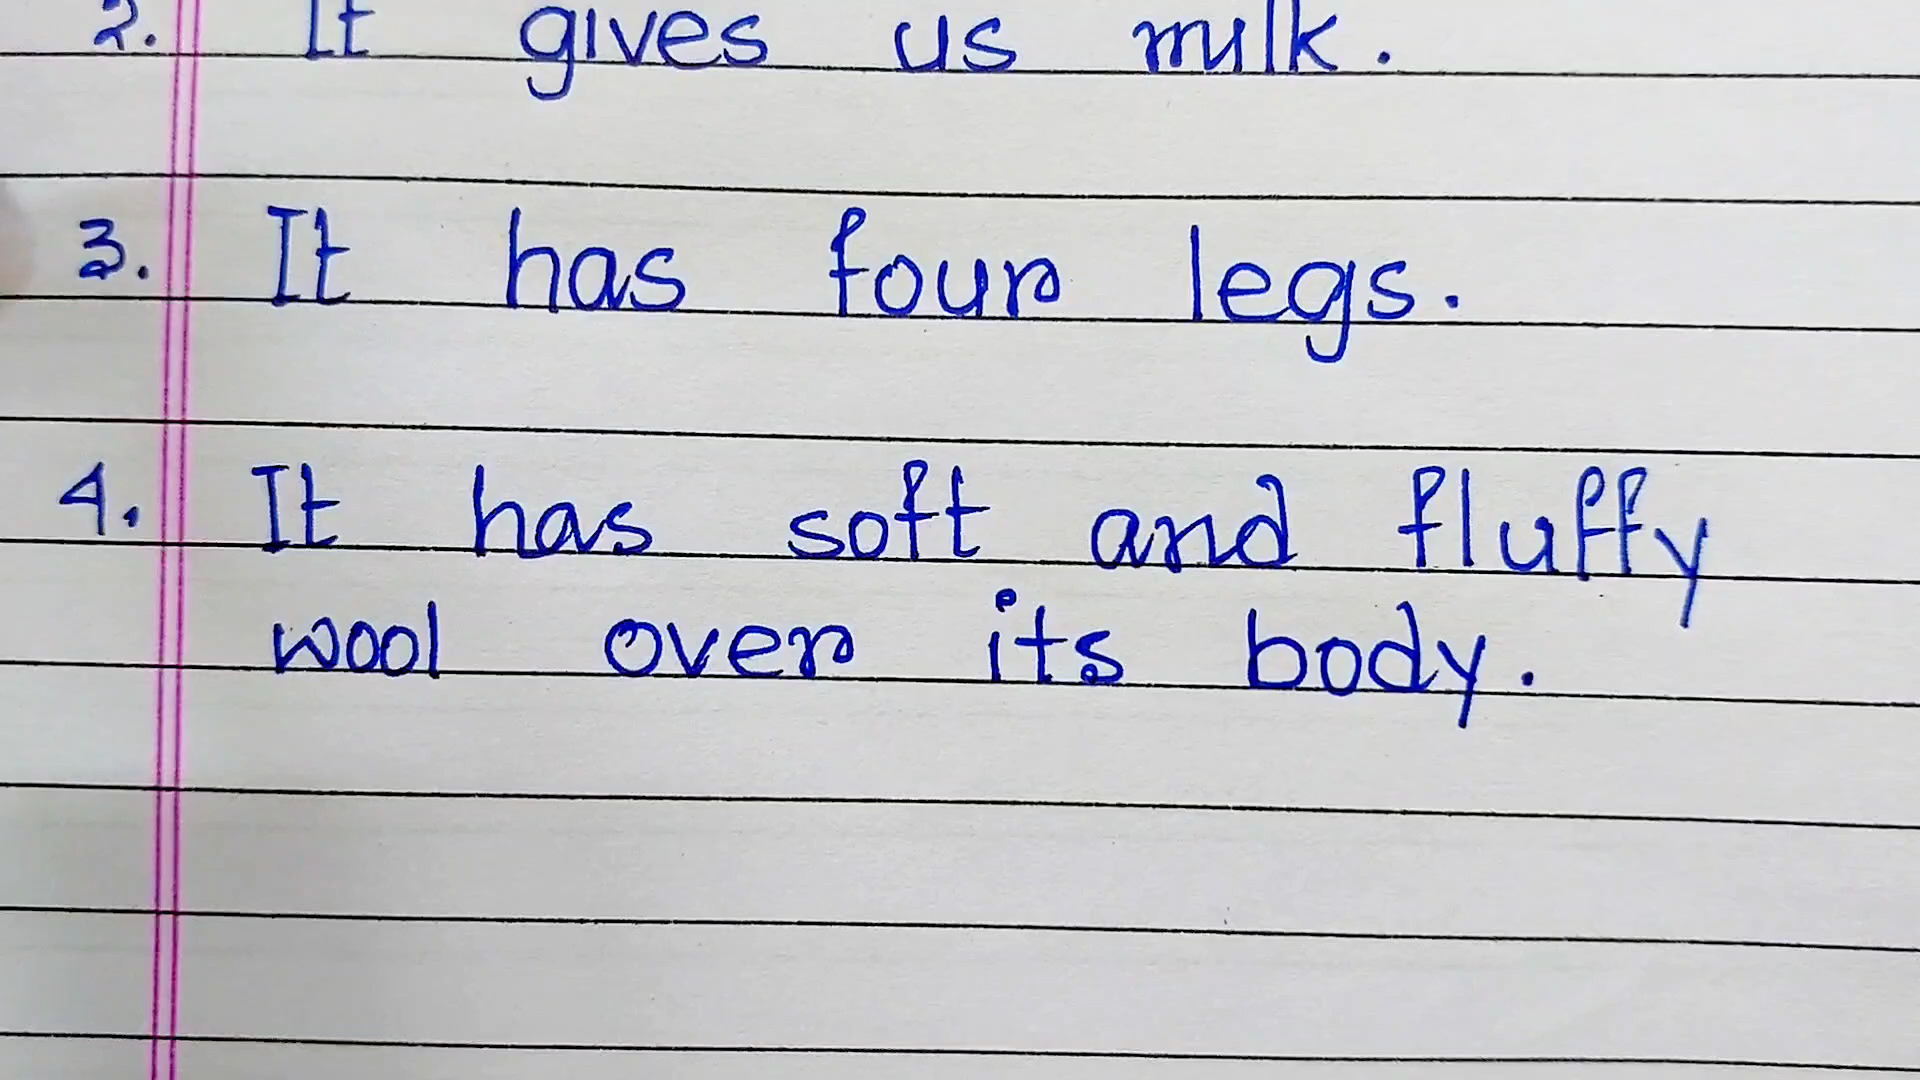 2. It gives us milk.
3. It has four legs.
4. It has soft and fluffy
wool over its body.